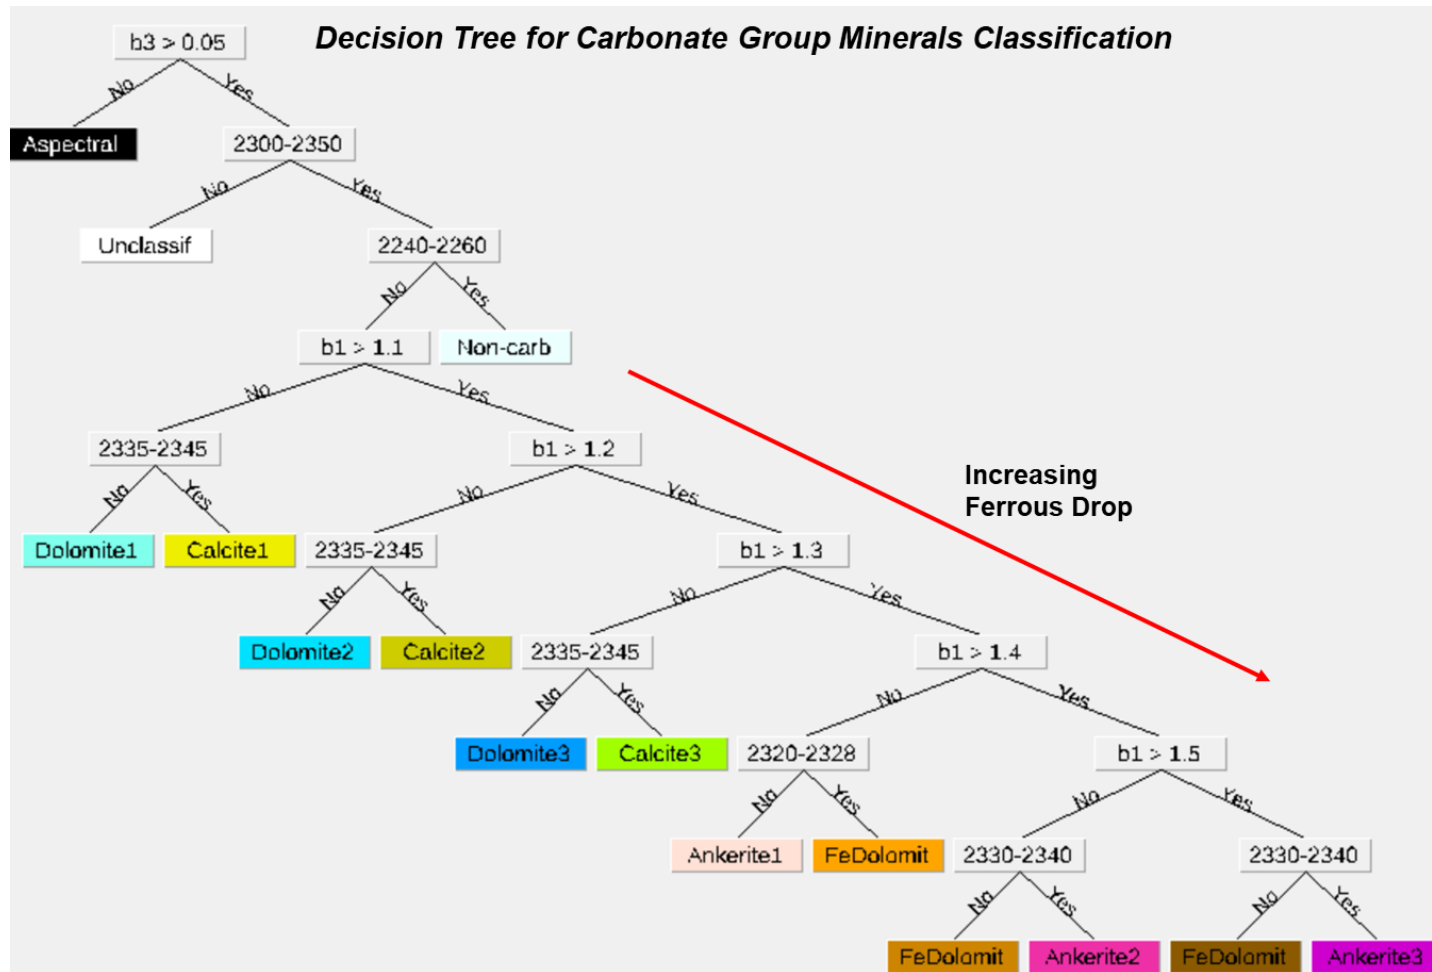 Decision Tree for Carbonate Group Minerals Classification
b3 > 0.05
No Yes
Aspectral 2300-2350
No Yes
Unclassif 2240-2260
No Yes
b1 > 1.1 Non-carb
No Yes
2335-2345 b1 > 1.2
Increasing
Ferrous Drop
No Yes No Yes
Dolomite1 Calcite1 2335-2345 b1 > 1.3
No Yes No Yes
Dolomite2 Calcite2 2335-2345 b1 > 1.4
No Yes No Yes
Dolomite3 Calcite3 2320-2328 b1 > 1.5
No Yes No Yes
Ankerite1 FeDolomit 2330-2340 2330-2340
No Yes No Yes
FeDolomit Ankerite2 FeDolomit Ankerite3